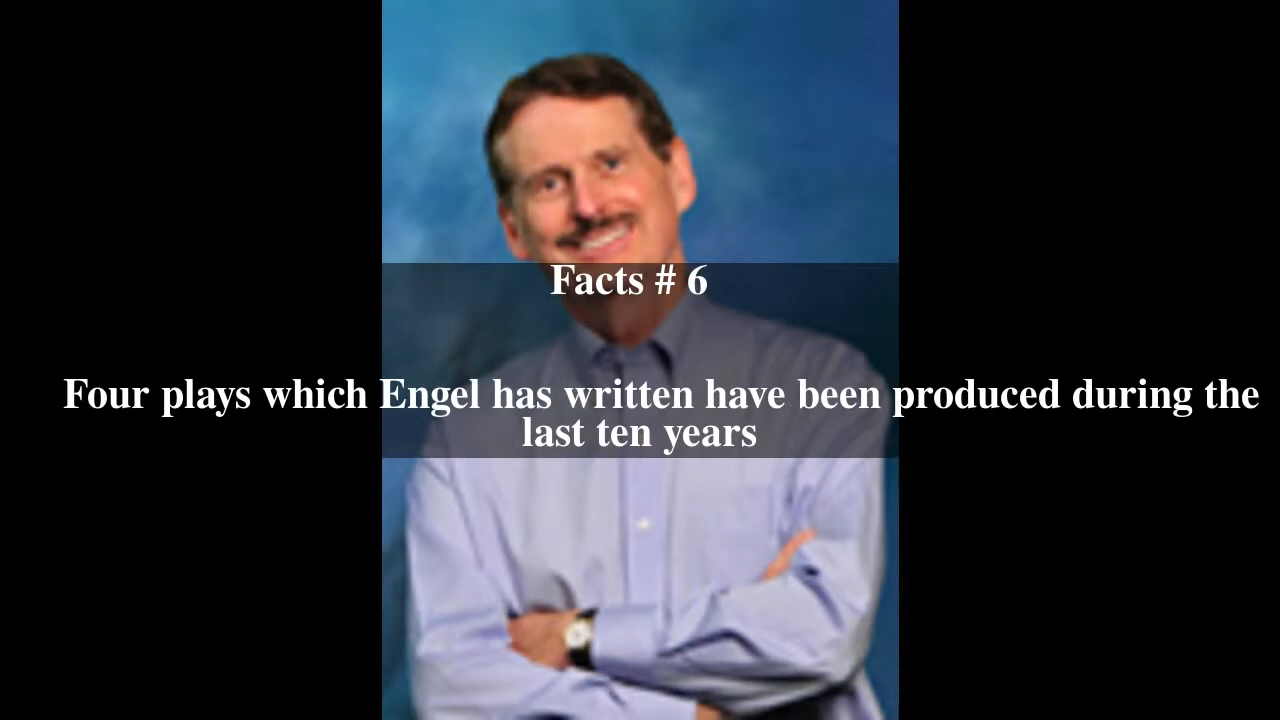 Facts # 6
Four plays which Engel has written have been produced during the
last ten years